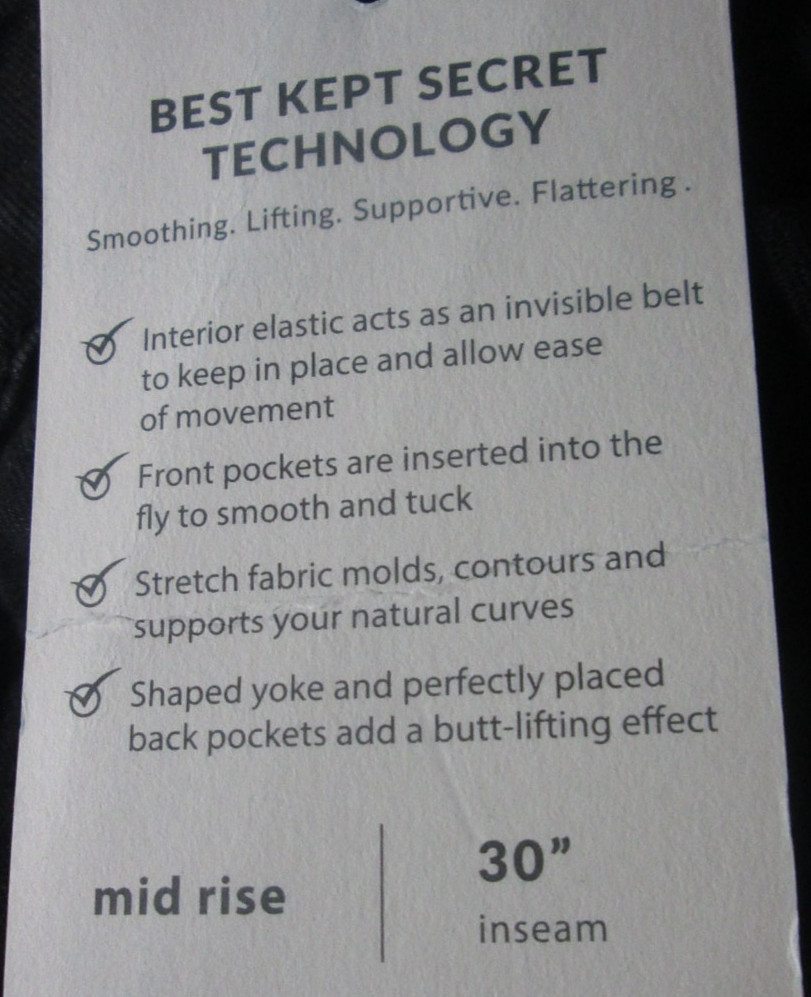 BEST KEPT SECRET
TECHNOLOGY
Smoothing. Lifting. Supportive. Flattering.
Interior elastic acts as an invisible belt
to keep in place and allow ease
of movement
Front pockets are inserted into the
fly to smooth and tuck
Stretch fabric molds, contours and
supports your natural curves
Shaped yoke and perfectly placed
back pockets add a butt-lifting effect
mid rise
30”
inseam